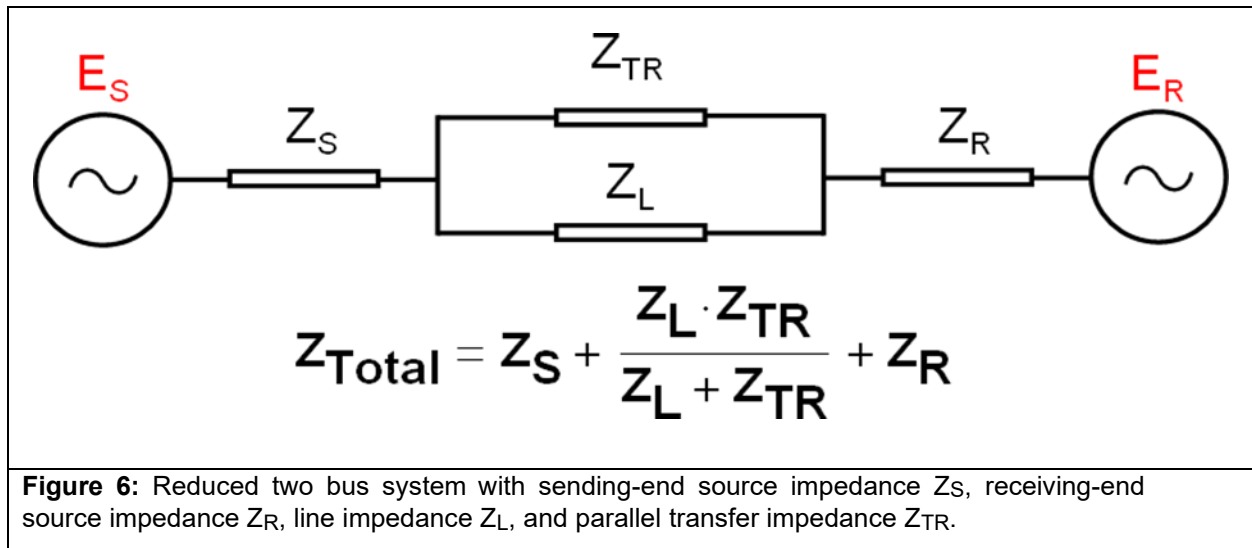 E_S Z_TR E_R
Z_S Z_R
Z_L
Z_Total = Z_S + (Z_L · Z_TR) / (Z_L + Z_TR) + Z_R
Figure 6: Reduced two bus system with sending-end source impedance Z_S, receiving-end
source impedance Z_R, line impedance Z_L, and parallel transfer impedance Z_TR.